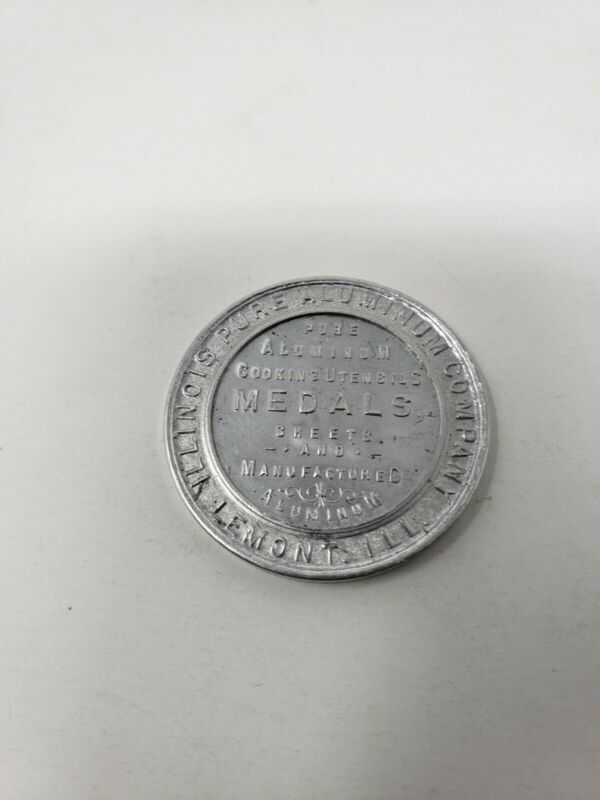 ILLINOIS PURE ALUMINUM COMPANY
LEMONT. ILL.
PURE
ALUMINUM
COOKING UTENSILS
MEDALS,
SHEETS
AND
MANUFACTURED
ALUMINUM